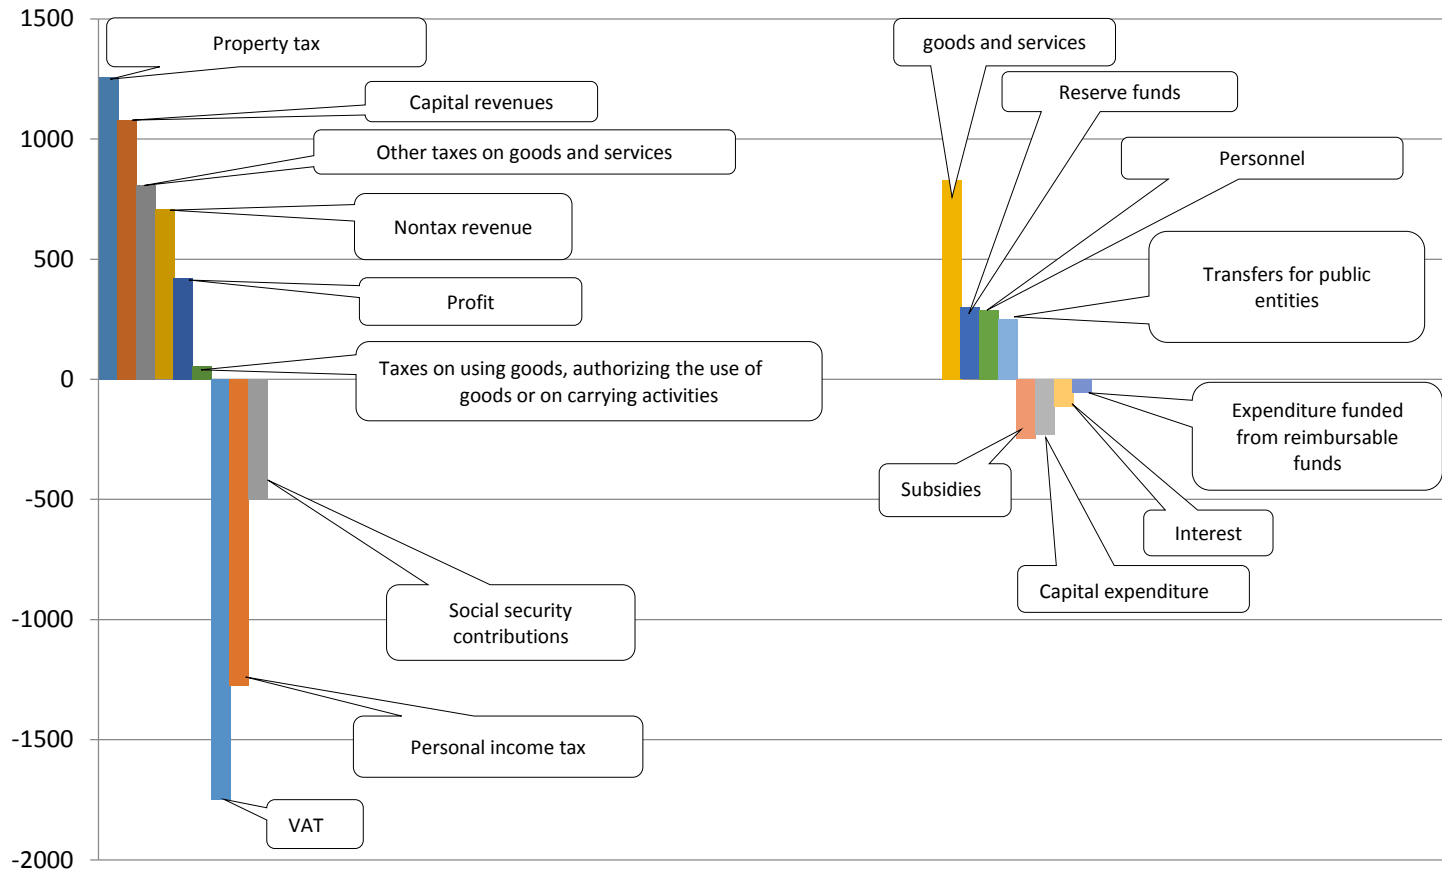 1500
1000
500
0
-500
-1000
-1500
-2000
Property tax
Capital revenues
Other taxes on goods and services
Nontax revenue
Profit
Taxes on using goods, authorizing the use of
goods or on carrying activities
Social security
contributions
Personal income tax
VAT
goods and services
Reserve funds
Personnel
Transfers for public
entities
Expenditure funded
from reimbursable
funds
Subsidies
Interest
Capital expenditure